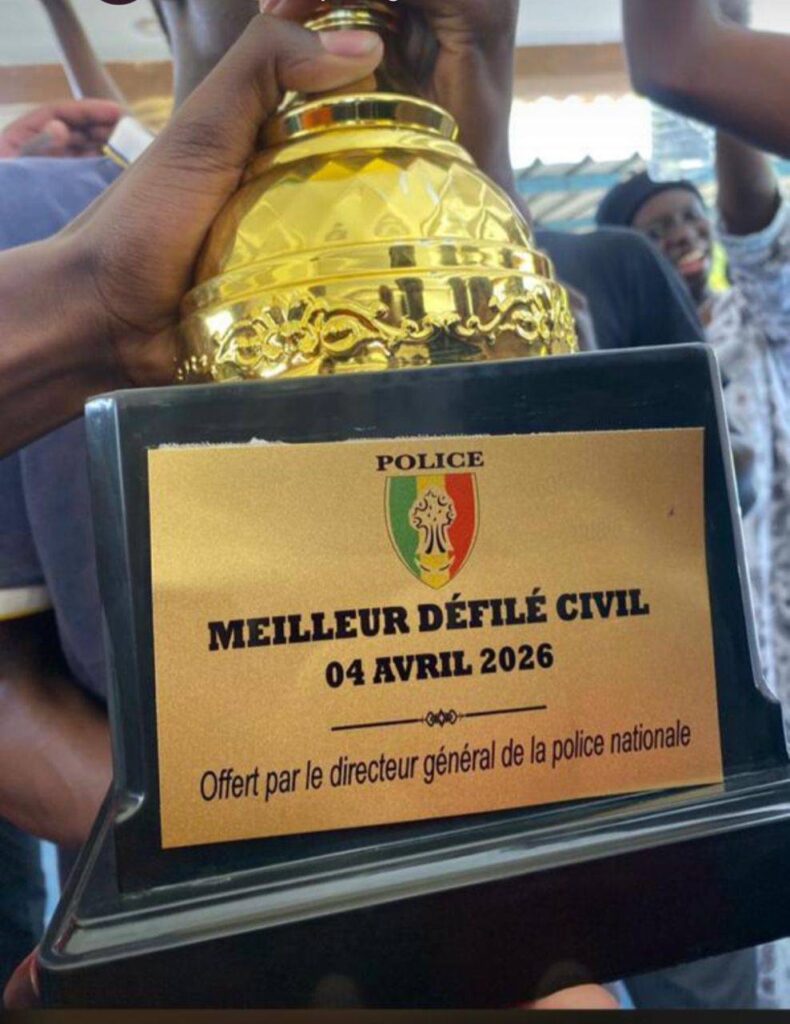 POLICE
MEILLEUR DÉFILÉ CIVIL
04 AVRIL 2026
Offert par le directeur général de la police nationale